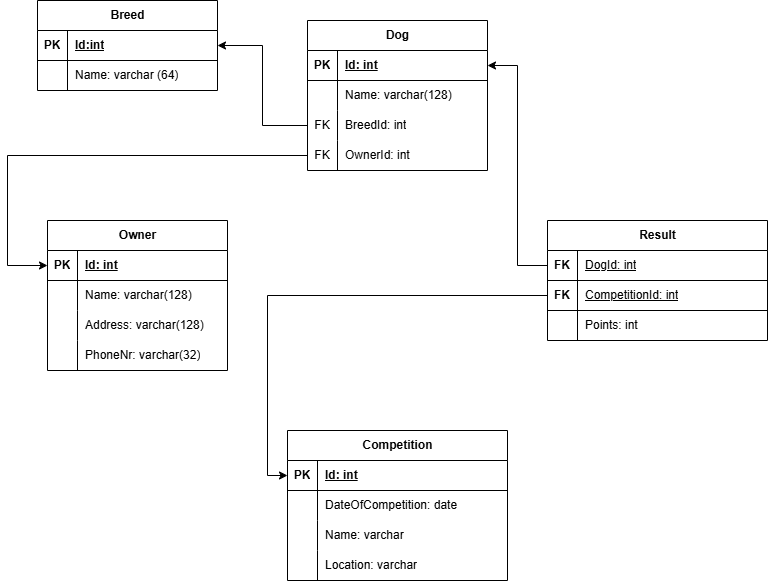 Breed
PK Id:int
Name: varchar (64)
Dog
PK Id: int
Name: varchar(128)
FK BreedId: int
FK OwnerId: int
Owner
PK Id: int
Name: varchar(128)
Address: varchar(128)
PhoneNr: varchar(32)
Result
FK DogId: int
FK CompetitionId: int
Points: int
Competition
PK Id: int
DateOfCompetition: date
Name: varchar
Location: varchar